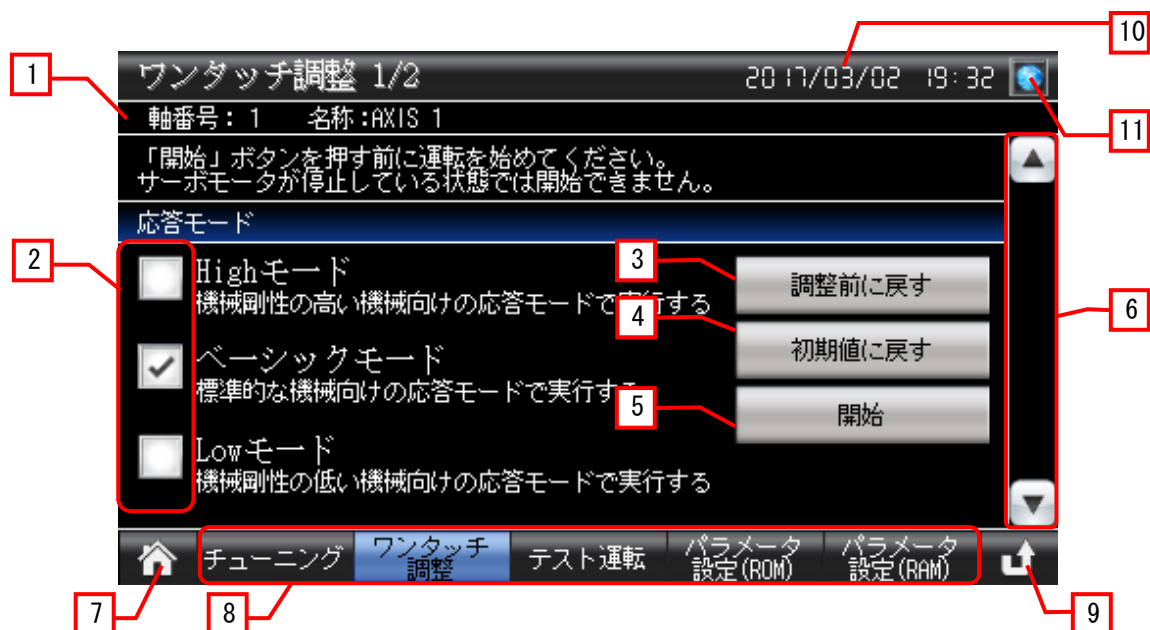 10
1
ワンタッチ調整 1/2
2017/03/02 19:32
11
軸番号: 1 名称:AXIS 1
「開始」ボタンを押す前に運転を始めてください。
サーボモータが停止している状態では開始できません。
応答モード
2
Highモード
機械剛性の高い機械向けの応答モードで実行する
3
調整前に戻す
6
4
初期値に戻す
ベーシックモード
標準的な機械向けの応答モードで実行する
5
開始
Lowモード
機械剛性の低い機械向けの応答モードで実行する
チューニング
ワンタッチ
調整
テスト運転
パラメータ
設定(ROM)
パラメータ
設定(RAM)
7
8
9